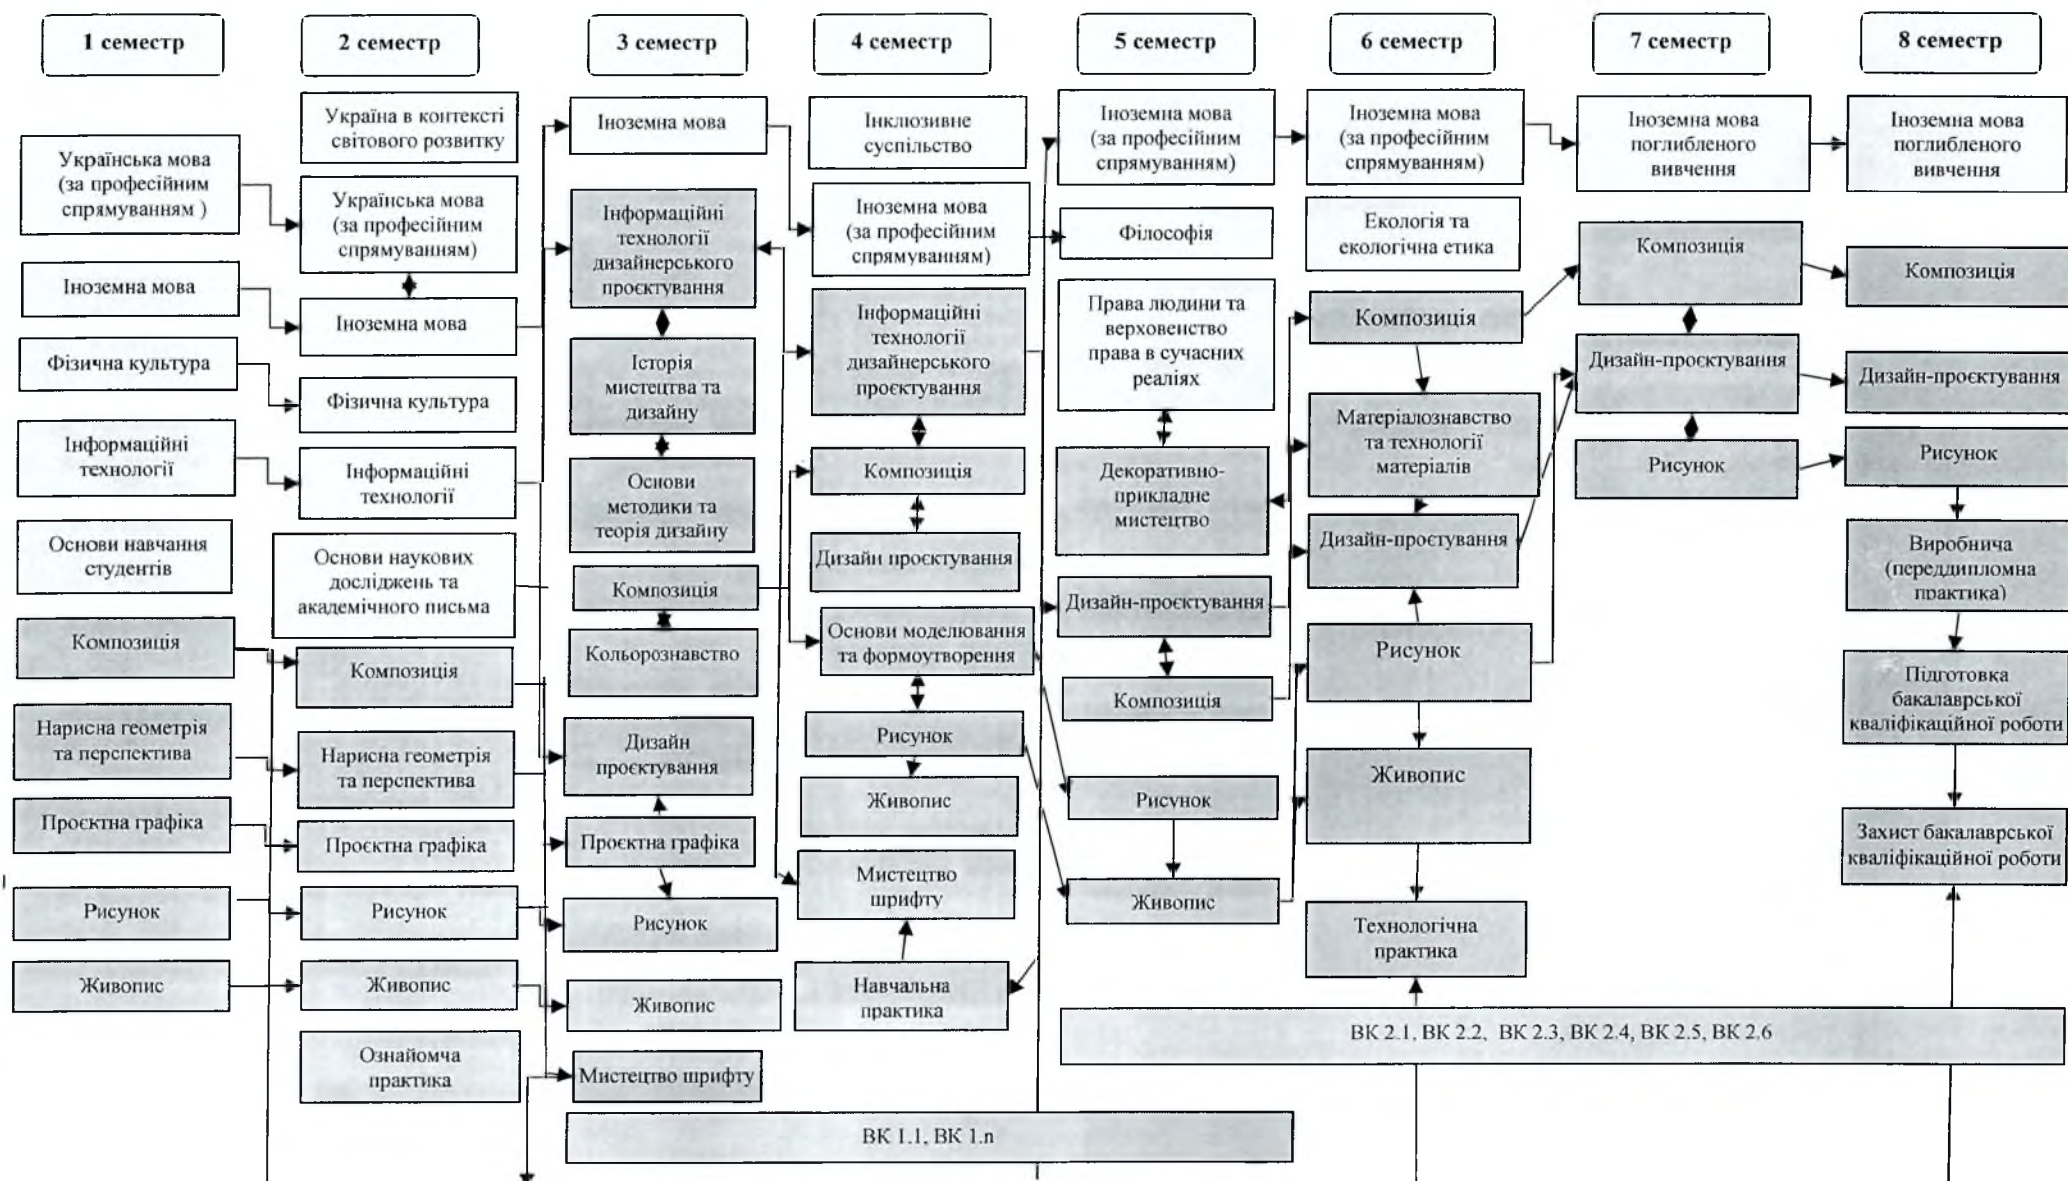 1 семестр
2 семестр
3 семестр
4 семестр
5 семестр
6 семестр
7 семестр
8 семестр
Українська мова
(за професійним
спрямуванням )
Іноземна мова
Фізична культура
Інформаційні
технології
Основи навчання
студентів
Композиція
Нарисна геометрія
та перспектива
Проєктна графіка
Рисунок
Живопис
Україна в контексті
світового розвитку
Українська мова
(за професійним
спрямуванням)
Іноземна мова
Фізична культура
Інформаційні
технології
Основи наукових
досліджень та
академічного письма
Композиція
Нарисна геометрія
та перспектива
Проєктна графіка
Рисунок
Живопис
Ознайомча
практика
Іноземна мова
Інформаційні
технології
дизайнерського
проєктування
Історія
мистецтва та
дизайну
Основи
методики та
теорія дизайну
Композиція
Кольорознавство
Дизайн
проєктування
Проєктна графіка
Рисунок
Живопис
Мистецтво шрифту
ВК 1.1, ВК 1.n
Інклюзивне
суспільство
Іноземна мова
(за професійним
спрямуванням)
Інформаційні
технології
дизайнерського
проєктування
Композиція
Дизайн проєктування
Основи моделювання
та формоутворення
Рисунок
Живопис
Мистецтво
шрифту
Навчальна
практика
Іноземна мова
(за професійним
спрямуванням)
Філософія
Права людини та
верховенство
права в сучасних
реаліях
Декоративно-
прикладне
мистецтво
Дизайн-проєктування
Композиція
Рисунок
Живопис
Іноземна мова
(за професійним
спрямуванням)
Екологія та
екологічна етика
Композиція
Матеріалознавство
та технології
матеріалів
Дизайн-проєтування
Рисунок
Живопис
Технологічна
практика
ВК 2.1, ВК 2.2, ВК 2.3, ВК 2.4, ВК 2.5, ВК 2.6
Іноземна мова
поглибленого
вивчення
Композиція
Дизайн-проєктування
Рисунок
Іноземна мова
поглибленого
вивчення
Композиція
Дизайн-проєктування
Рисунок
Виробнича
(переддипломна
практика)
Підготовка
бакалаврської
кваліфікаційної роботи
Захист бакалаврської
кваліфікаційної роботи